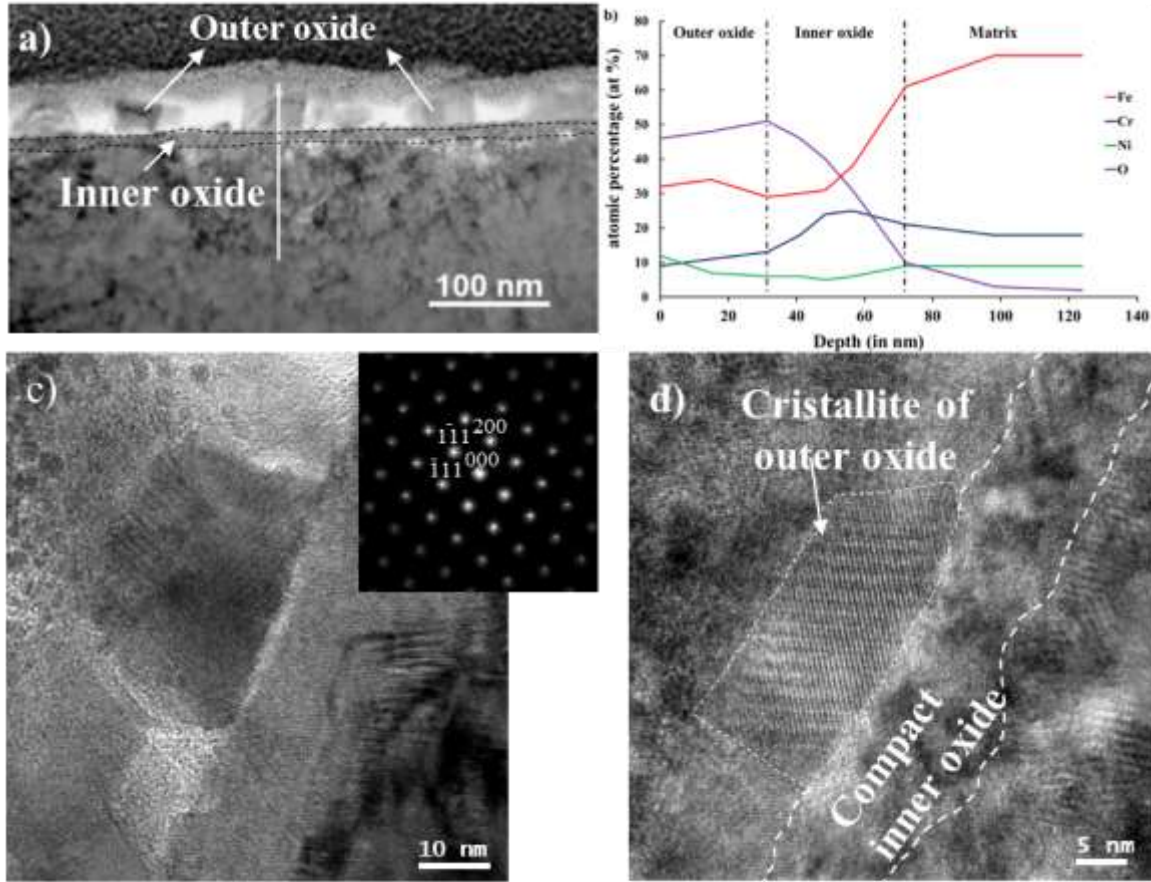 a)
Outer oxide
Inner oxide
100 nm
b)
Outer oxide
Inner oxide
Matrix
atomic percentage (at %)
80
70
60
50
40
30
20
10
0
0
20
40
60
80
100
120
140
Depth (in nm)
Fe
Cr
Ni
O
c)
1̄11
200
1̄11
000
10 nm
d)
Cristallite of
outer oxide
Compact
inner oxide
5 nm